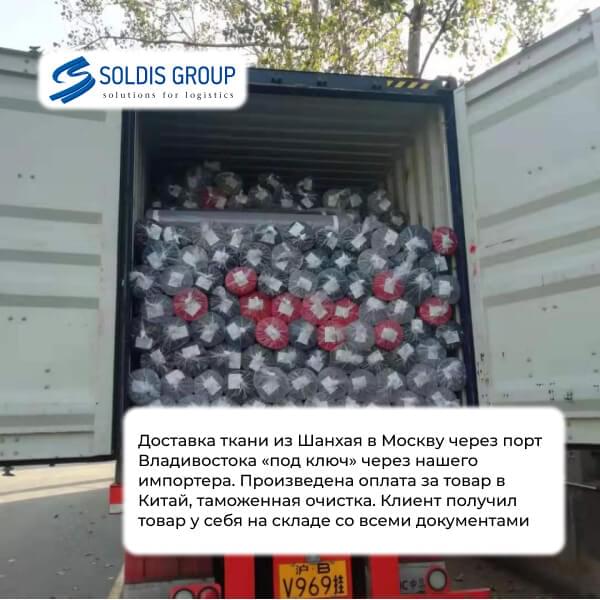 SOLDIS GROUP
solutions for logistics
Доставка ткани из Шанхая в Москву через порт
Владивостока «под ключ» через нашего
импортера. Произведена оплата за товар в
Китай, таможенная очистка. Клиент получил
товар у себя на складе со всеми документами
沪·B
V969挂